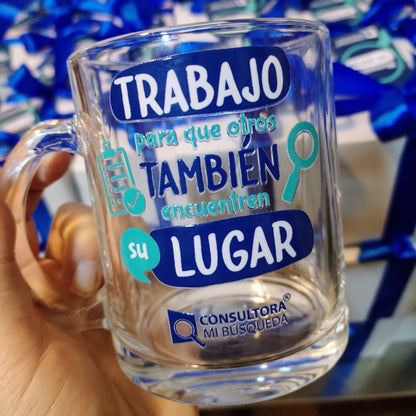 TRABAJO
para que otros
TAMBIÉN
encuentren
su LUGAR
CONSULTORA®
MI BÚSQUEDA